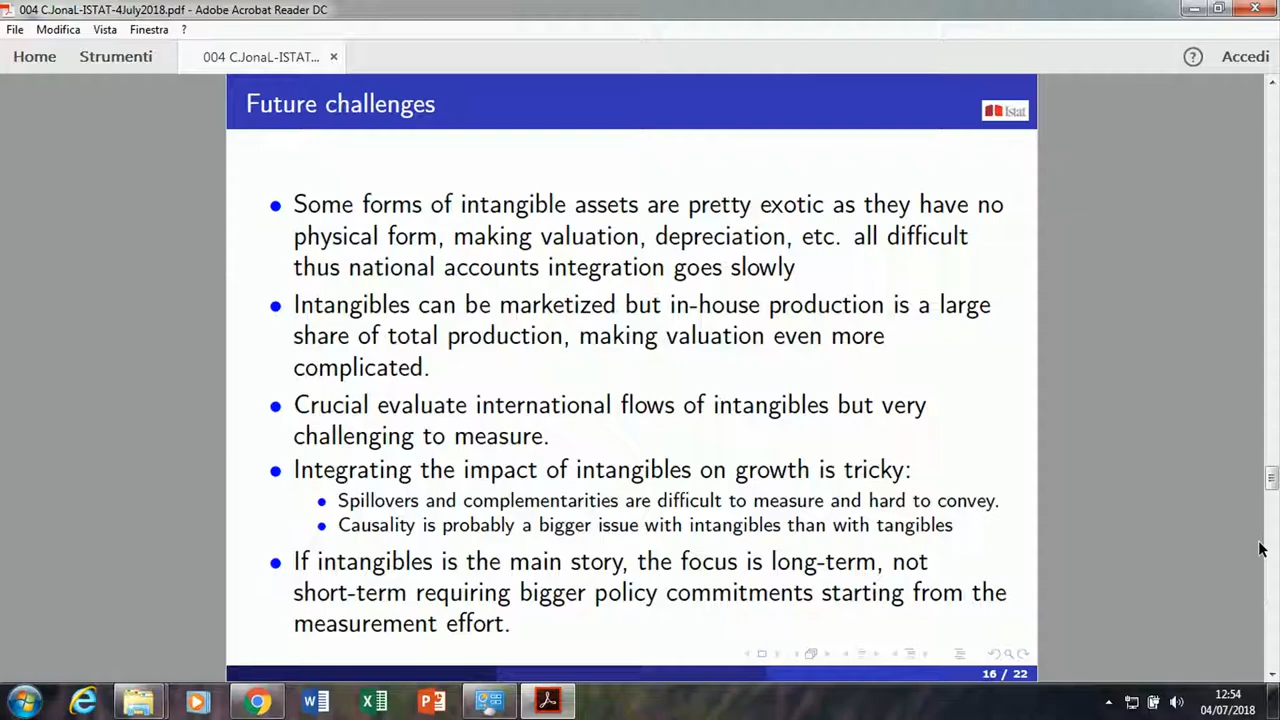 004 C.JonaL-ISTAT-4July2018.pdf - Adobe Acrobat Reader DC
File Modifica Vista Finestra ?
Home Strumenti 004 C.JonaL-ISTAT... × ? Accedi
Future challenges
Istat
• Some forms of intangible assets are pretty exotic as they have no
physical form, making valuation, depreciation, etc. all difficult
thus national accounts integration goes slowly
• Intangibles can be marketized but in-house production is a large
share of total production, making valuation even more
complicated.
• Crucial evaluate international flows of intangibles but very
challenging to measure.
• Integrating the impact of intangibles on growth is tricky:
• Spillovers and complementarities are difficult to measure and hard to convey.
• Causality is probably a bigger issue with intangibles than with tangibles
• If intangibles is the main story, the focus is long-term, not
short-term requiring bigger policy commitments starting from the
measurement effort.
16 / 22
12:54
04/07/2018